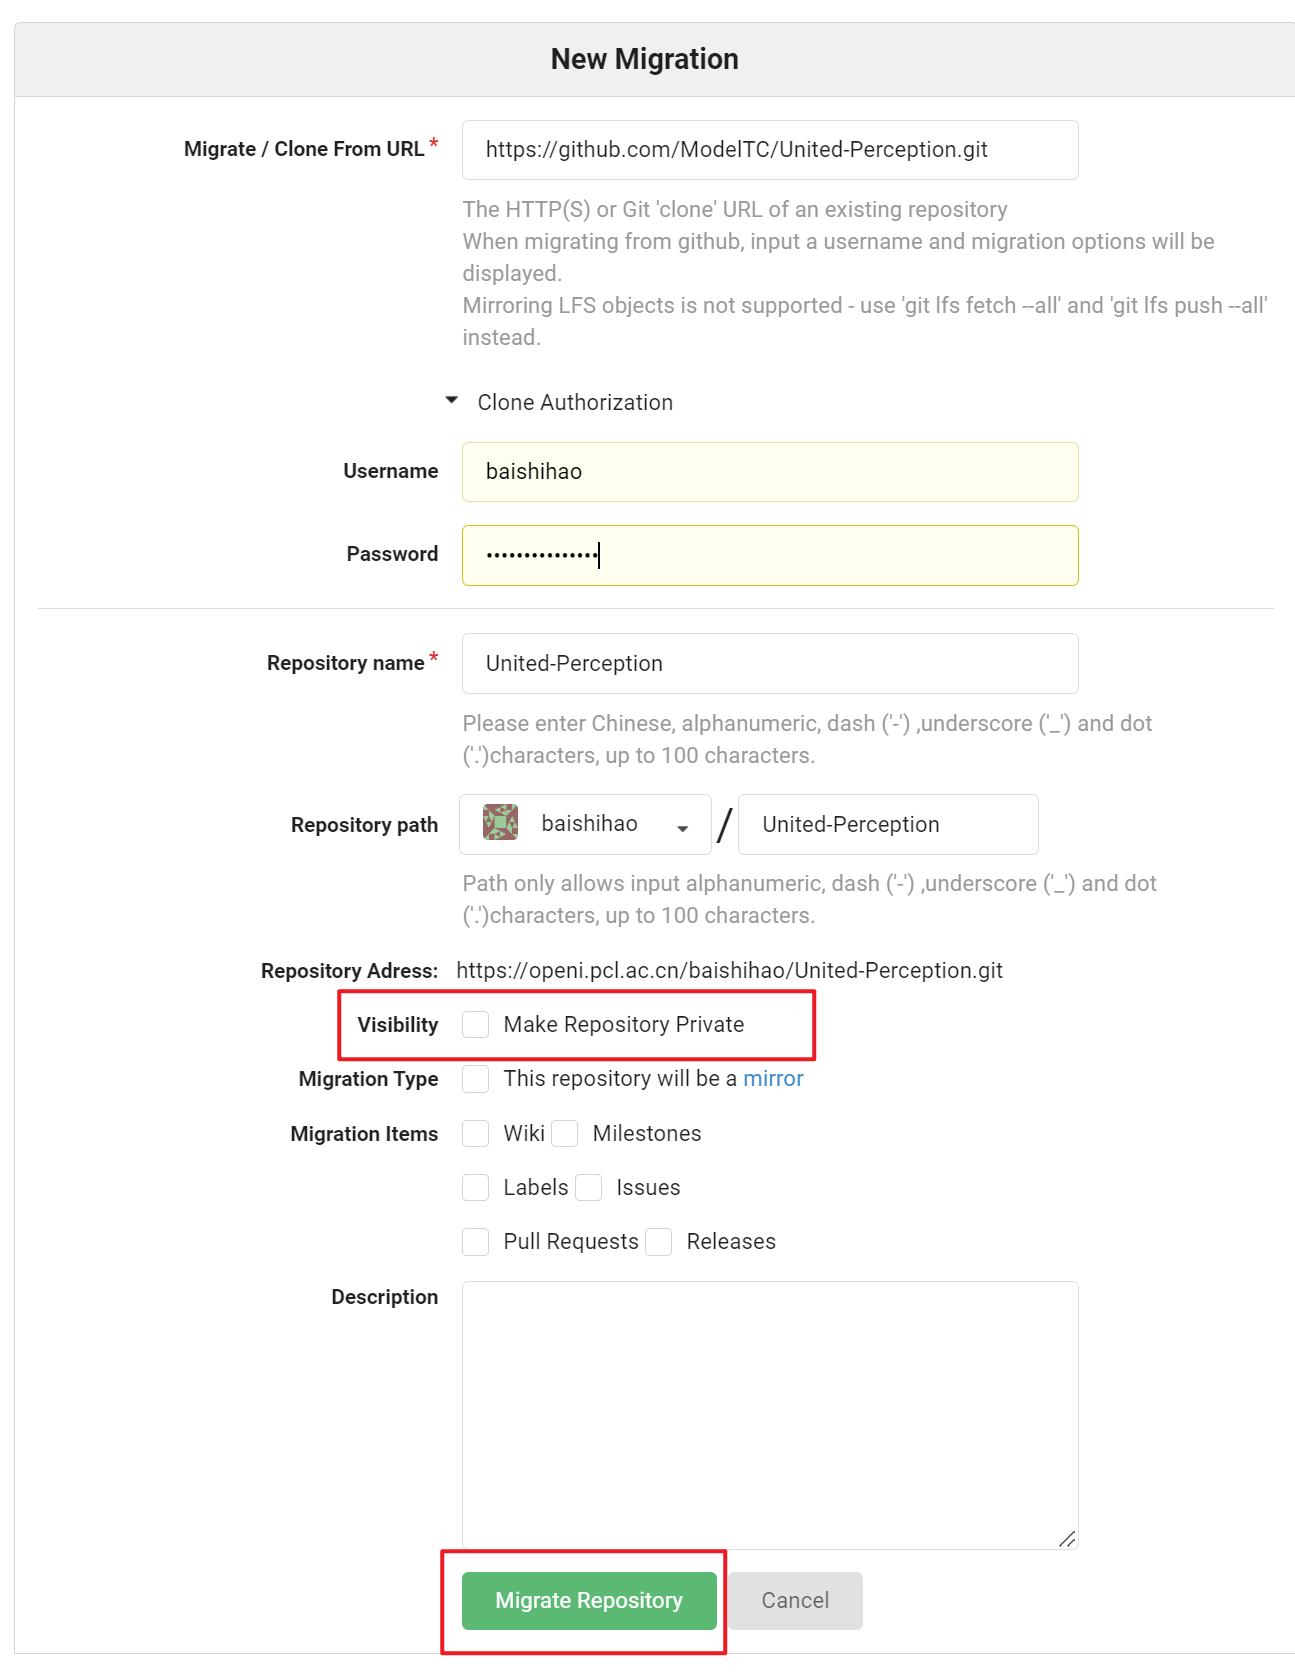 New Migration
Migrate / Clone From URL *
https://github.com/ModelTC/United-Perception.git
The HTTP(S) or Git 'clone' URL of an existing repository
When migrating from github, input a username and migration options will be
displayed.
Mirroring LFS objects is not supported - use 'git lfs fetch --all' and 'git lfs push --all'
instead.
Clone Authorization
Username baishihao
Password •••••••••••••••
Repository name * United-Perception
Please enter Chinese, alphanumeric, dash ('-') ,underscore ('_') and dot
('.')characters, up to 100 characters.
Repository path baishihao / United-Perception
Path only allows input alphanumeric, dash ('-') ,underscore ('_') and dot
('.')characters, up to 100 characters.
Repository Adress: https://openi.pcl.ac.cn/baishihao/United-Perception.git
Visibility Make Repository Private
Migration Type This repository will be a mirror
Migration Items Wiki Milestones
Labels Issues
Pull Requests Releases
Description
Migrate Repository Cancel